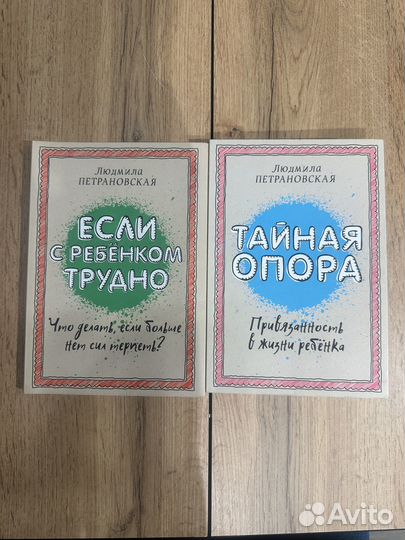 Людмила
ПЕТРАНОВСКАЯ
ЕСЛИ
С РЕБЁНКОМ
ТРУДНО
Что делать, если больше
нет сил терпеть?
Людмила
ПЕТРАНОВСКАЯ
ТАЙНАЯ
ОПОРА
Привязанность
в жизни ребёнка
Avito